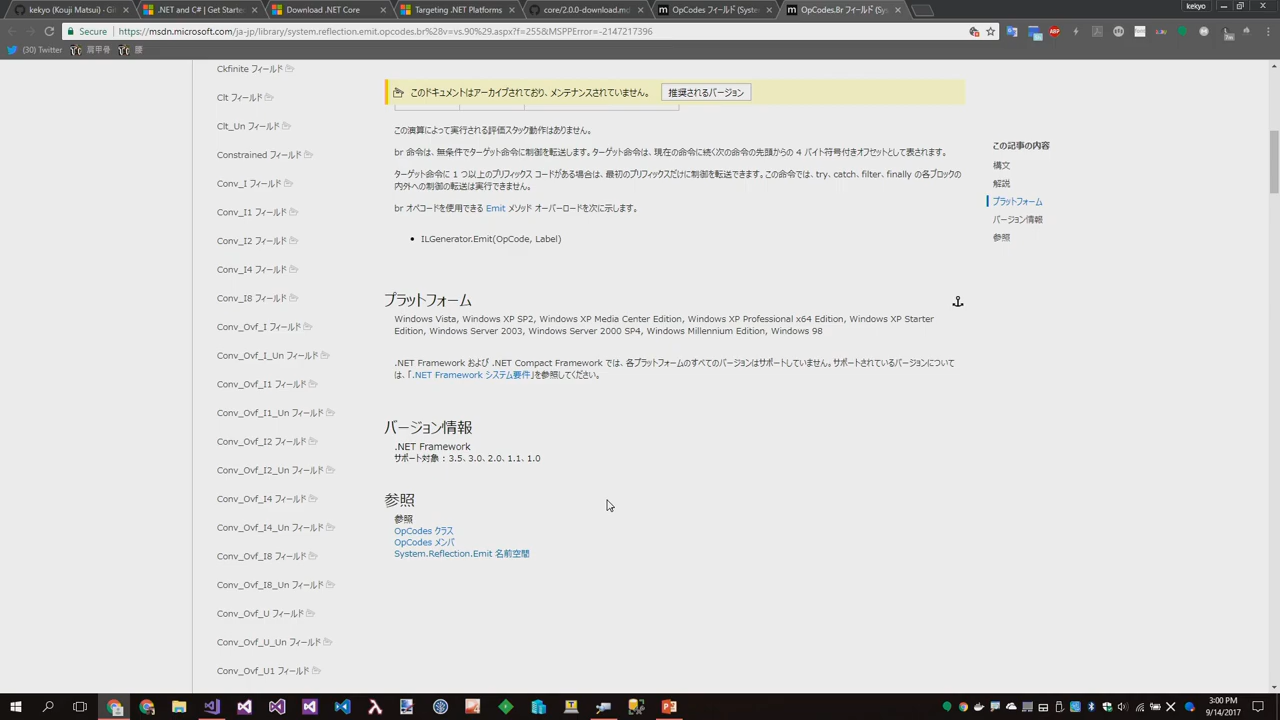 kekyo (Kouji Matsui) - Gi
.NET and C# | Get Starte
Download .NET Core
Targeting .NET Platforms
core/2.0.0-download.m
OpCodes フィールド (Syste
OpCodes.Br フィールド (Sy
kekyo
Secure
https://msdn.microsoft.com/ja-jp/library/system.reflection.emit.opcodes.br%28v=vs.90%29.aspx?f=255&MSPPError=-2147217396
(30) Twitter
肩甲骨
腰
Ckfinite フィールド
Clt フィールド
Clt_Un フィールド
Constrained フィールド
Conv_I フィールド
Conv_I1 フィールド
Conv_I2 フィールド
Conv_I4 フィールド
Conv_I8 フィールド
Conv_Ovf_I フィールド
Conv_Ovf_I_Un フィールド
Conv_Ovf_I1 フィールド
Conv_Ovf_I1_Un フィールド
Conv_Ovf_I2 フィールド
Conv_Ovf_I2_Un フィールド
Conv_Ovf_I4 フィールド
Conv_Ovf_I4_Un フィールド
Conv_Ovf_I8 フィールド
Conv_Ovf_I8_Un フィールド
Conv_Ovf_U フィールド
Conv_Ovf_U_Un フィールド
Conv_Ovf_U1 フィールド
このドキュメントはアーカイブされており、メンテナンスされていません。
推奨されるバージョン
この演算によって実行される評価スタック動作はありません。
br 命令は、無条件でターゲット命令に制御を転送します。ターゲット命令は、現在の命令に続く次の命令の先頭からの 4 バイト符号付きオフセットとして表されます。
ターゲット命令に 1 つ以上のプリフィックス コードがある場合は、最初のプリフィックスだけに制御を転送できます。この命令では、try、catch、filter、finally の各ブロックの
内外への制御の転送は実行できません。
br オペコードを使用できる Emit メソッド オーバーロードを次に示します。
ILGenerator.Emit(OpCode, Label)
プラットフォーム
Windows Vista, Windows XP SP2, Windows XP Media Center Edition, Windows XP Professional x64 Edition, Windows XP Starter
Edition, Windows Server 2003, Windows Server 2000 SP4, Windows Millennium Edition, Windows 98
.NET Framework および .NET Compact Framework では、各プラットフォームのすべてのバージョンはサポートしていません。サポートされているバージョンについて
は、「.NET Framework システム要件」を参照してください。
バージョン情報
.NET Framework
サポート対象 : 3.5、3.0、2.0、1.1、1.0
参照
参照
OpCodes クラス
OpCodes メンバ
System.Reflection.Emit 名前空間
この記事の内容
構文
解説
プラットフォーム
バージョン情報
参照
3:00 PM
9/14/2017